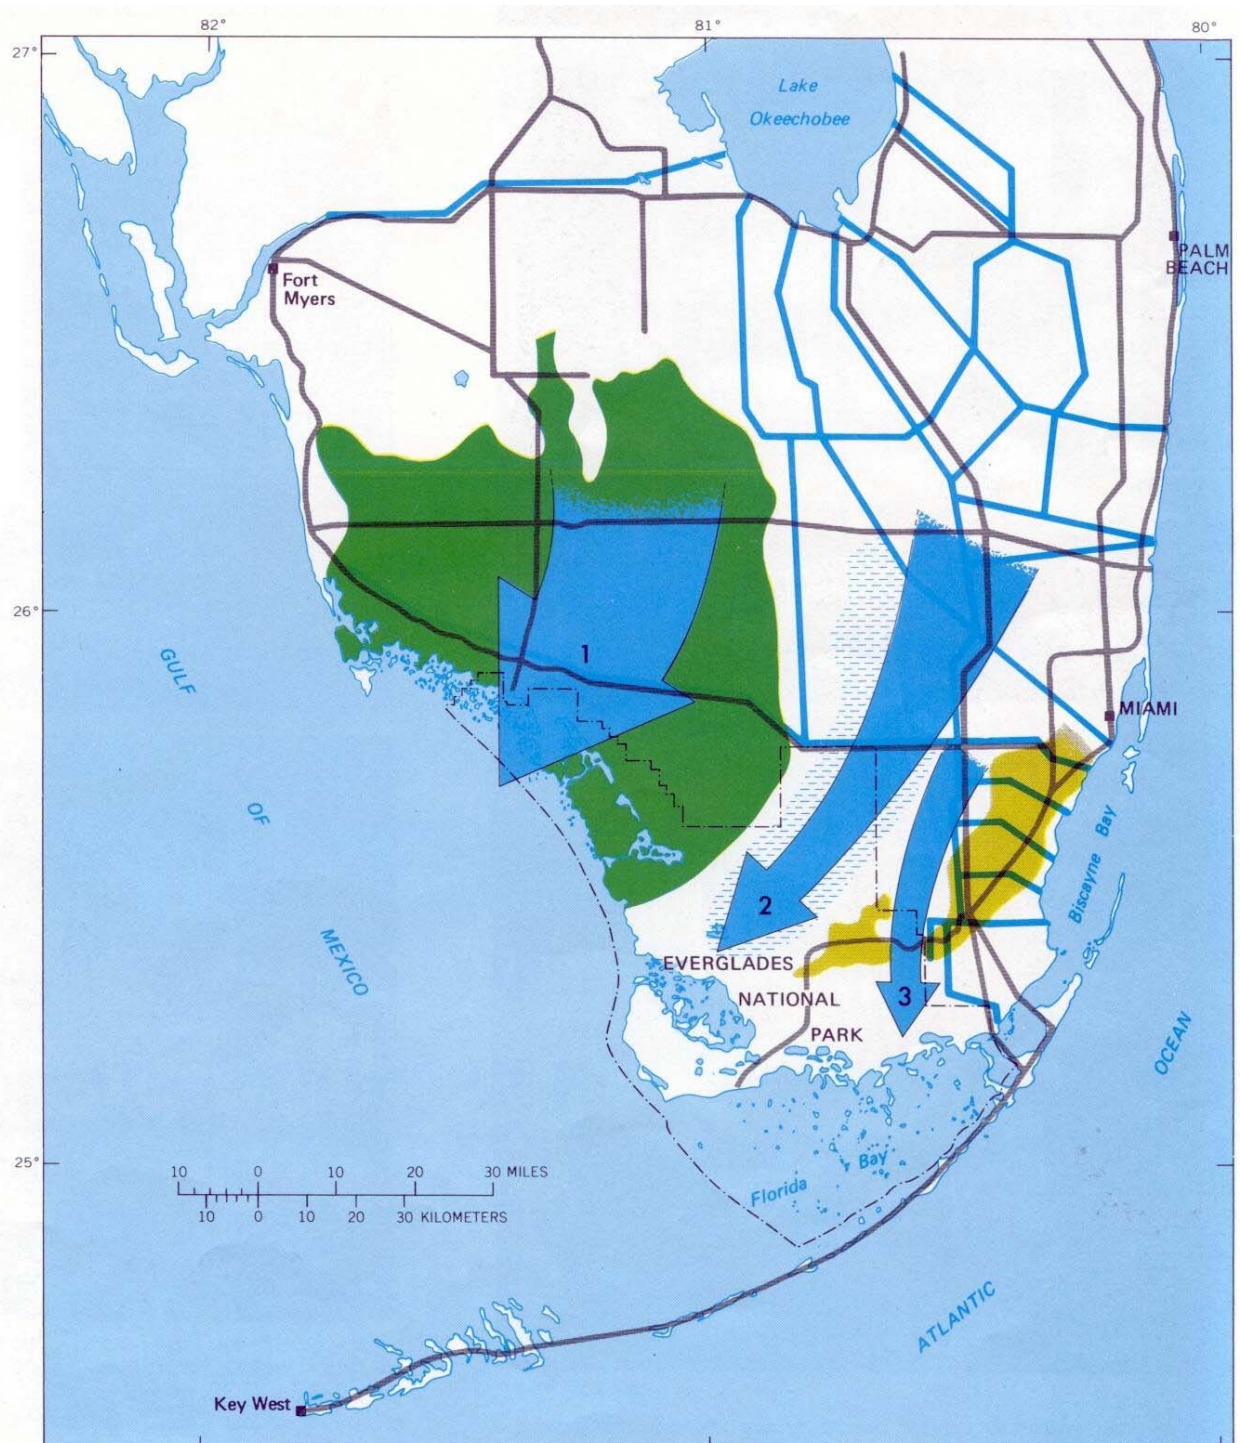 82°
81°
80°
27°
Lake
Okeechobee
PALM
BEACH
Fort
Myers
26°
1
GULF
OF
MEXICO
MIAMI
Biscayne Bay
2
EVERGLADES
NATIONAL
PARK
3
ATLANTIC
OCEAN
25°
10 0 10 20 30 MILES
10 0 10 20 30 KILOMETERS
Florida Bay
Key West